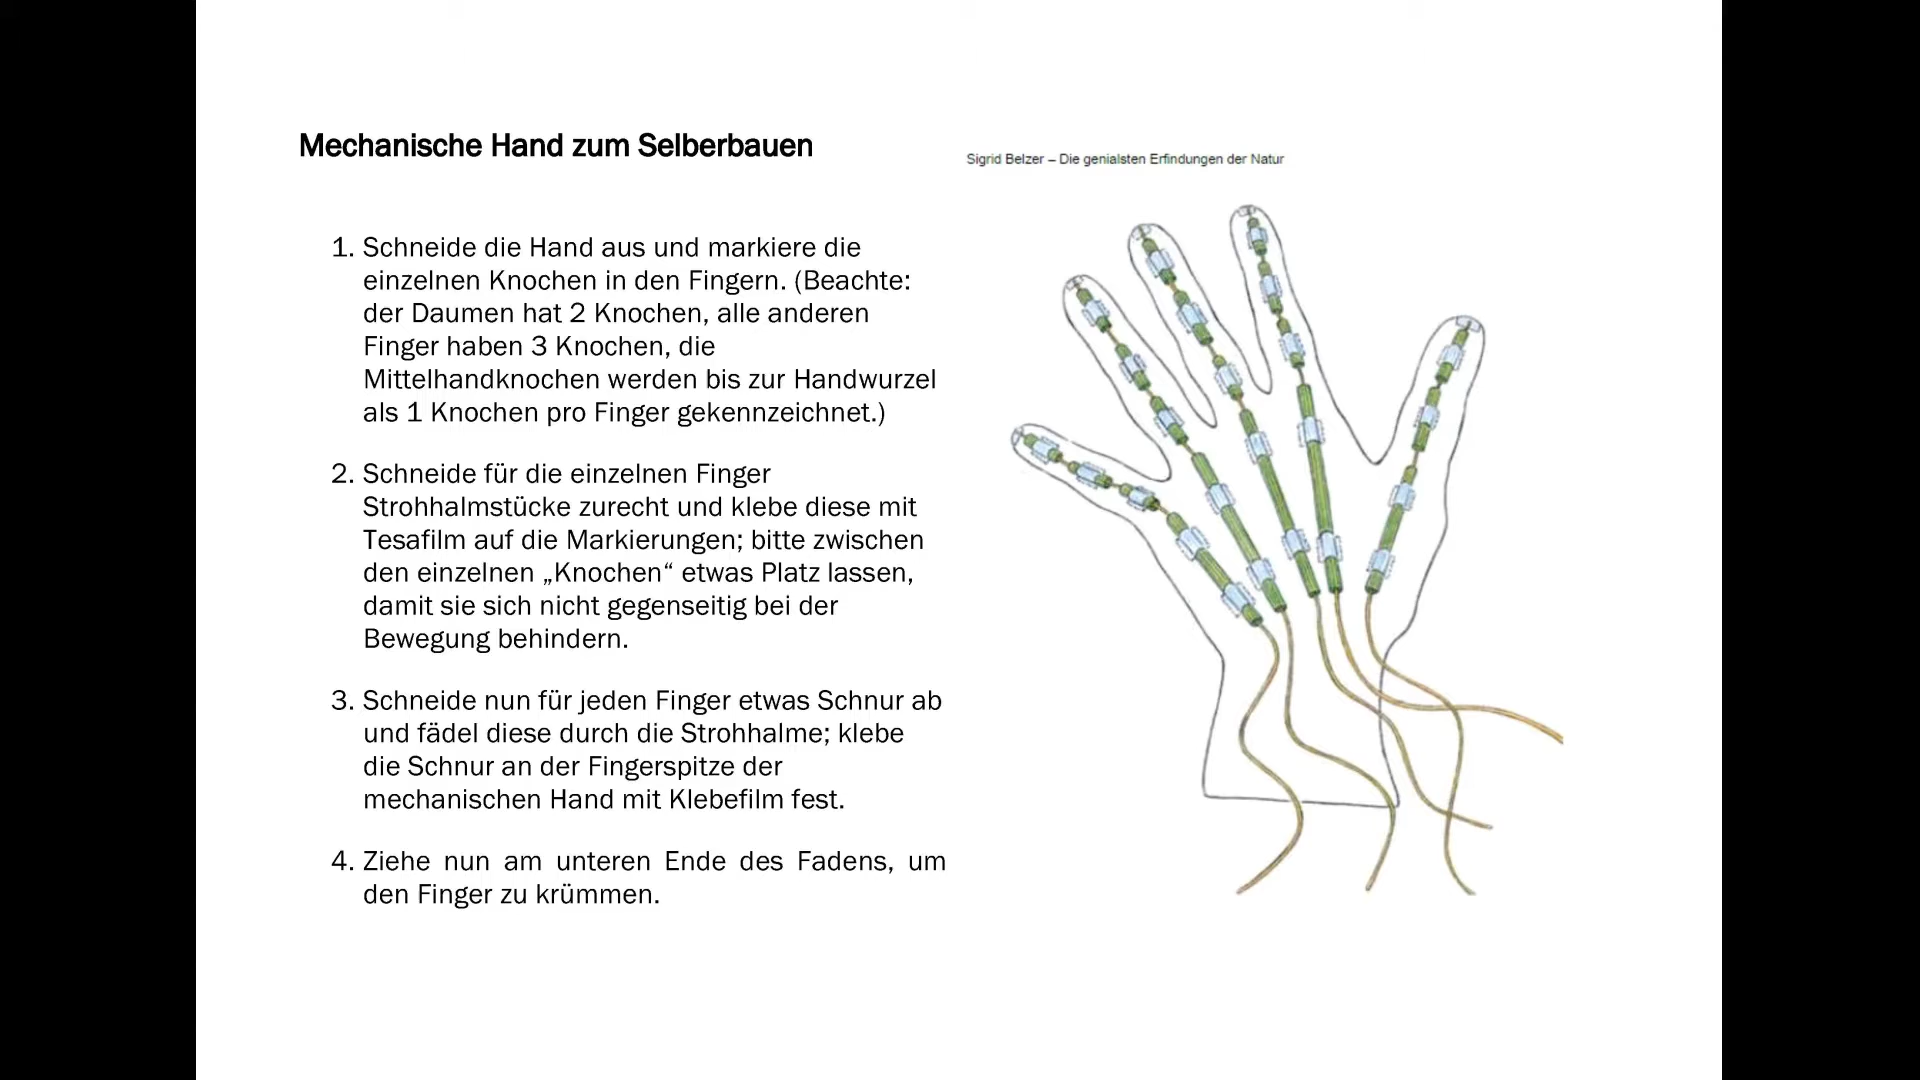 Mechanische Hand zum Selberbauen
Sigrid Belzer – Die genialsten Erfindungen der Natur
1. Schneide die Hand aus und markiere die
einzelnen Knochen in den Fingern. (Beachte:
der Daumen hat 2 Knochen, alle anderen
Finger haben 3 Knochen, die
Mittelhandknochen werden bis zur Handwurzel
als 1 Knochen pro Finger gekennzeichnet.)
2. Schneide für die einzelnen Finger
Strohhalmstücke zurecht und klebe diese mit
Tesafilm auf die Markierungen; bitte zwischen
den einzelnen „Knochen“ etwas Platz lassen,
damit sie sich nicht gegenseitig bei der
Bewegung behindern.
3. Schneide nun für jeden Finger etwas Schnur ab
und fädel diese durch die Strohhalme; klebe
die Schnur an der Fingerspitze der
mechanischen Hand mit Klebefilm fest.
4. Ziehe nun am unteren Ende des Fadens, um
den Finger zu krümmen.